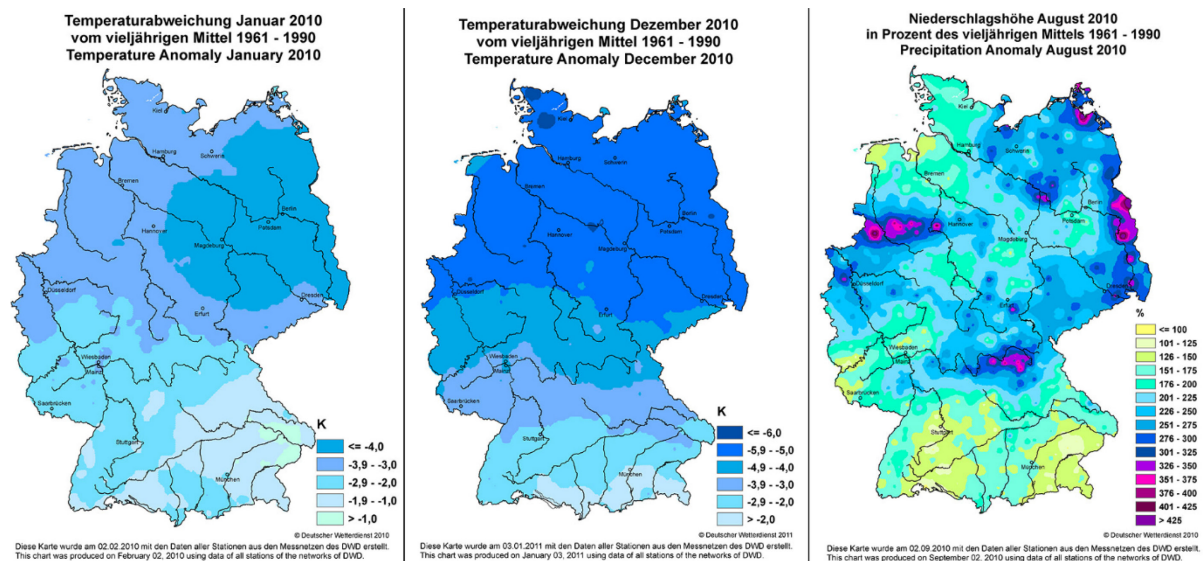 Temperaturabweichung Januar 2010
vom vieljährigen Mittel 1961 - 1990
Temperature Anomaly January 2010
Kiel
Hamburg
Schwerin
Bremen
Berlin
Hannover
Potsdam
Magdeburg
Düsseldorf
Dresden
Erfurt
Wiesbaden
Mainz
Saarbrücken
Stuttgart
München
K
<= -4,0
-3,9 - -3,0
-2,9 - -2,0
-1,9 - -1,0
> -1,0
© Deutscher Wetterdienst 2010
Diese Karte wurde am 02.02.2010 mit den Daten aller Stationen aus den Messnetzen des DWD erstellt.
This chart was produced on February 02, 2010 using data of all stations of the networks of DWD.
Temperaturabweichung Dezember 2010
vom vieljährigen Mittel 1961 - 1990
Temperature Anomaly December 2010
Kiel
Hamburg
Schwerin
Bremen
Berlin
Hannover
Potsdam
Magdeburg
Düsseldorf
Dresden
Erfurt
Wiesbaden
Mainz
Saarbrücken
Stuttgart
München
K
<= -6,0
-5,9 - -5,0
-4,9 - -4,0
-3,9 - -3,0
-2,9 - -2,0
> -2,0
© Deutscher Wetterdienst 2011
Diese Karte wurde am 03.01.2011 mit den Daten aller Stationen aus den Messnetzen des DWD erstellt.
This chart was produced on January 03, 2011 using data of all stations of the networks of DWD.
Niederschlagshöhe August 2010
in Prozent des vieljährigen Mittels 1961 - 1990
Precipitation Anomaly August 2010
Kiel
Hamburg
Schwerin
Bremen
Berlin
Hannover
Potsdam
Magdeburg
Düsseldorf
Dresden
Erfurt
Wiesbaden
Mainz
Saarbrücken
Stuttgart
München
%
<= 100
101 - 125
126 - 150
151 - 175
176 - 200
201 - 225
226 - 250
251 - 275
276 - 300
301 - 325
326 - 350
351 - 375
376 - 400
401 - 425
> 425
© Deutscher Wetterdienst 2010
Diese Karte wurde am 02.09.2010 mit den Daten aller Stationen aus den Messnetzen des DWD erstellt.
This chart was produced on September 02, 2010 using data of all stations of the networks of DWD.